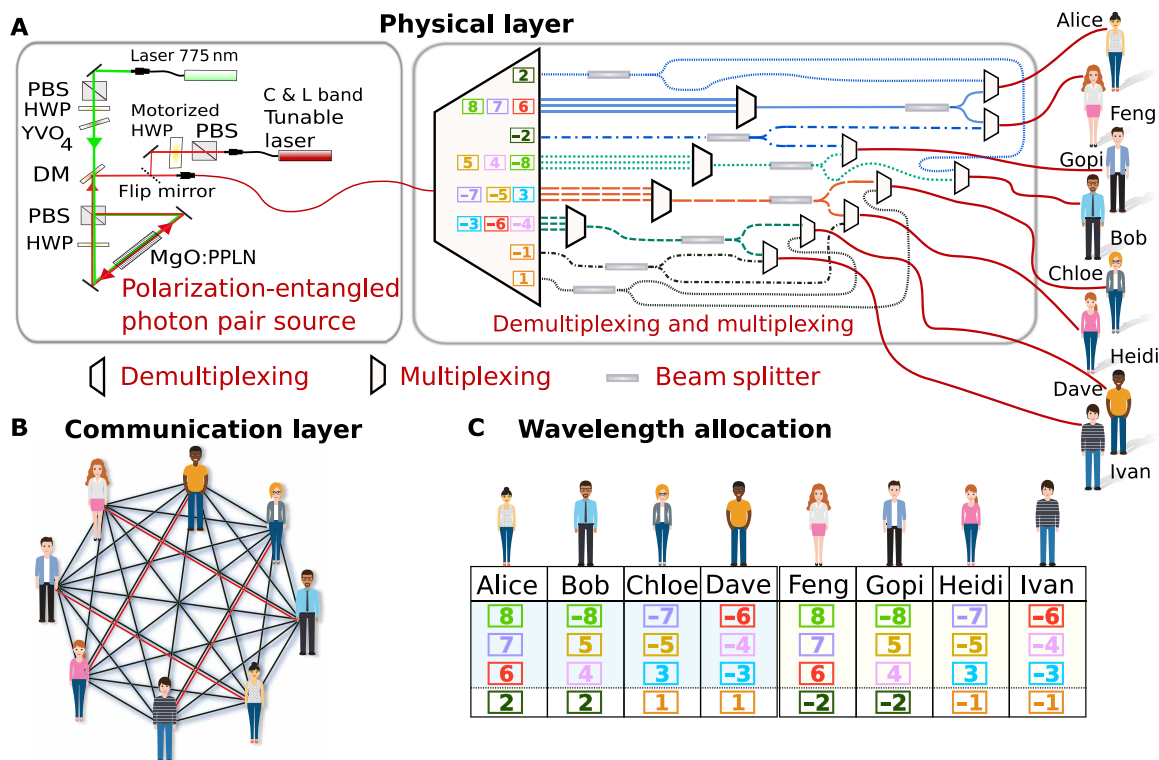 A
Physical layer
Laser 775 nm
PBS
HWP
YVO
4
DM
PBS
HWP
Motorized
HWP
PBS
C & L band
Tunable
laser
Flip mirror
MgO:PPLN
Polarization-entangled
photon pair source
2
8 7 6
−2
5 4 −8
−7 −5 3
−3 −6 −4
−1
1
Demultiplexing and multiplexing
Alice
Feng
Gopi
Bob
Chloe
Heidi
Dave
Ivan
Demultiplexing
Multiplexing
Beam splitter
B
Communication layer
C
Wavelength allocation
Alice Bob Chloe Dave Feng Gopi Heidi Ivan
8 −8 −7 −6 8 −8 −7 −6
7 5 −5 −4 7 5 −5 −4
6 4 3 −3 6 4 3 −3
2 2 1 1 −2 −2 −1 −1